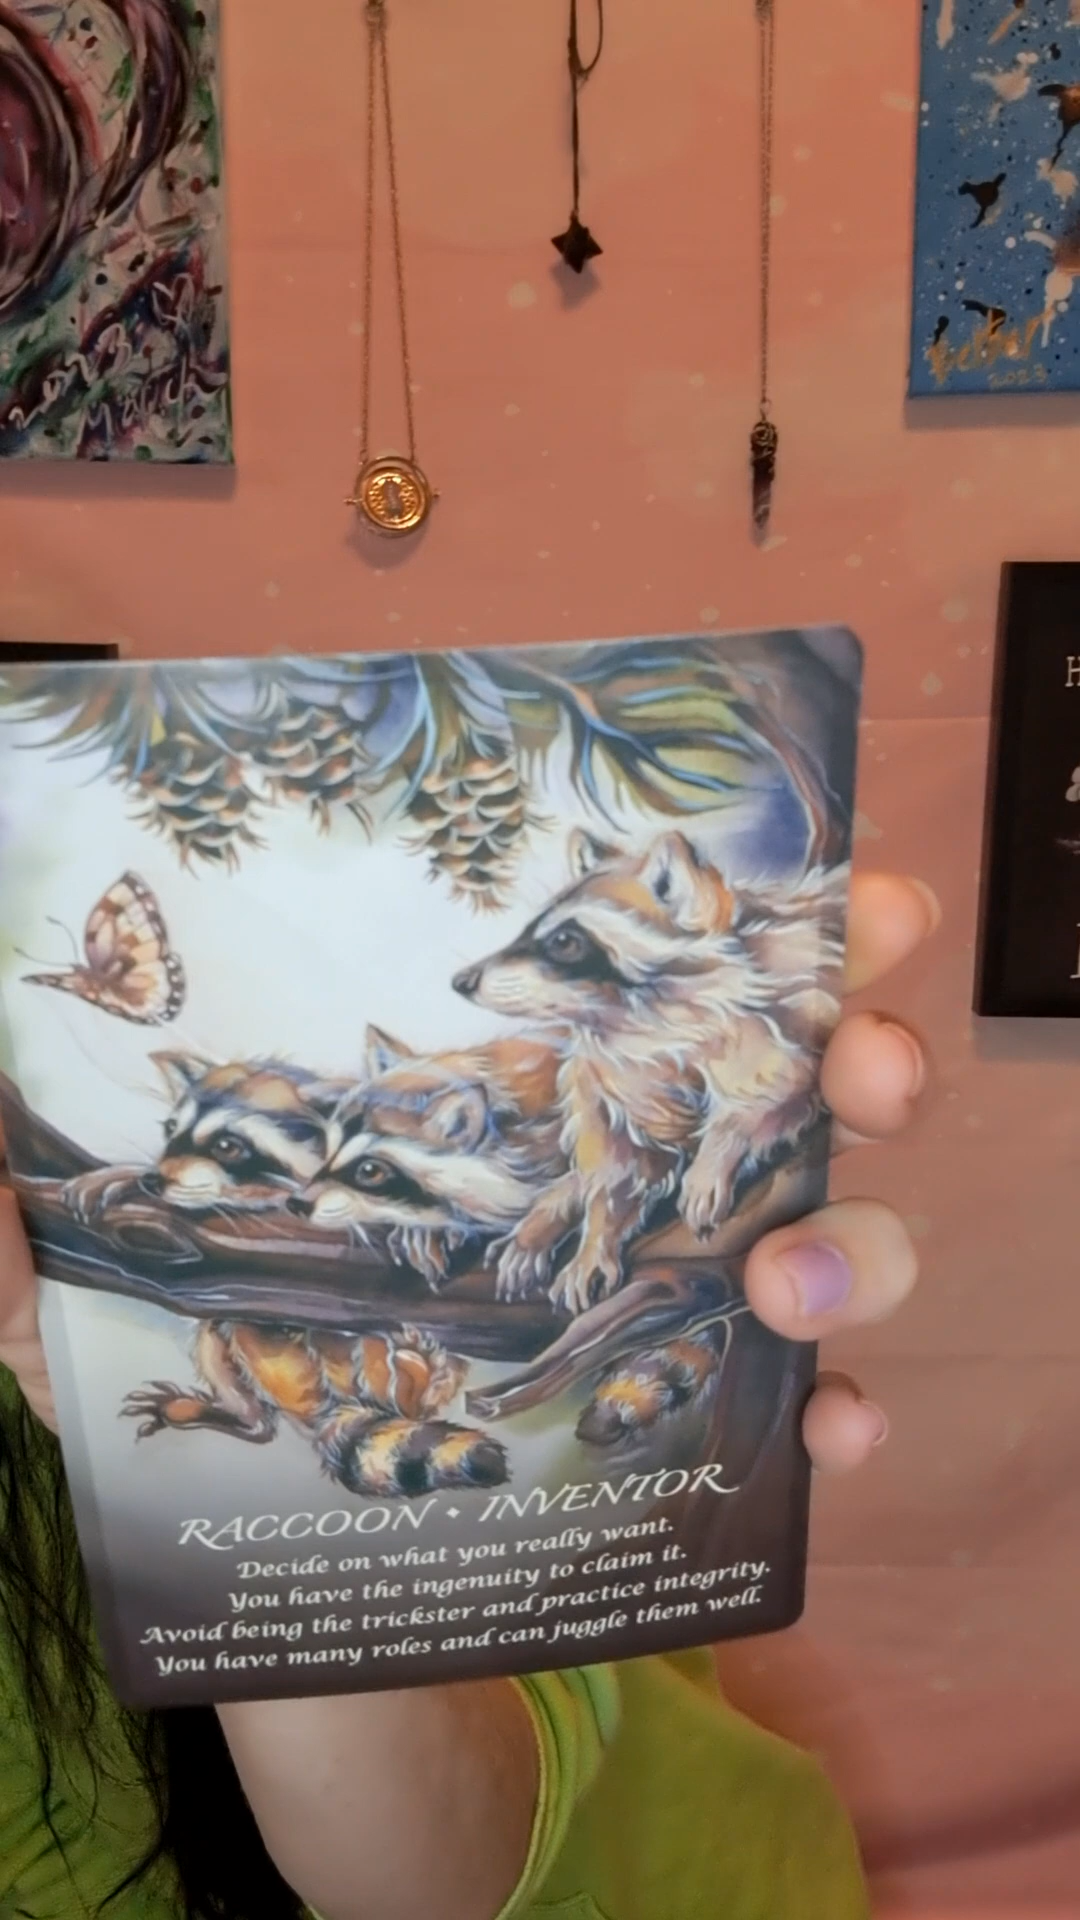 2023
H
RACCOON • INVENTOR
Decide on what you really want.
You have the ingenuity to claim it.
Avoid being the trickster and practice integrity.
You have many roles and can juggle them well.